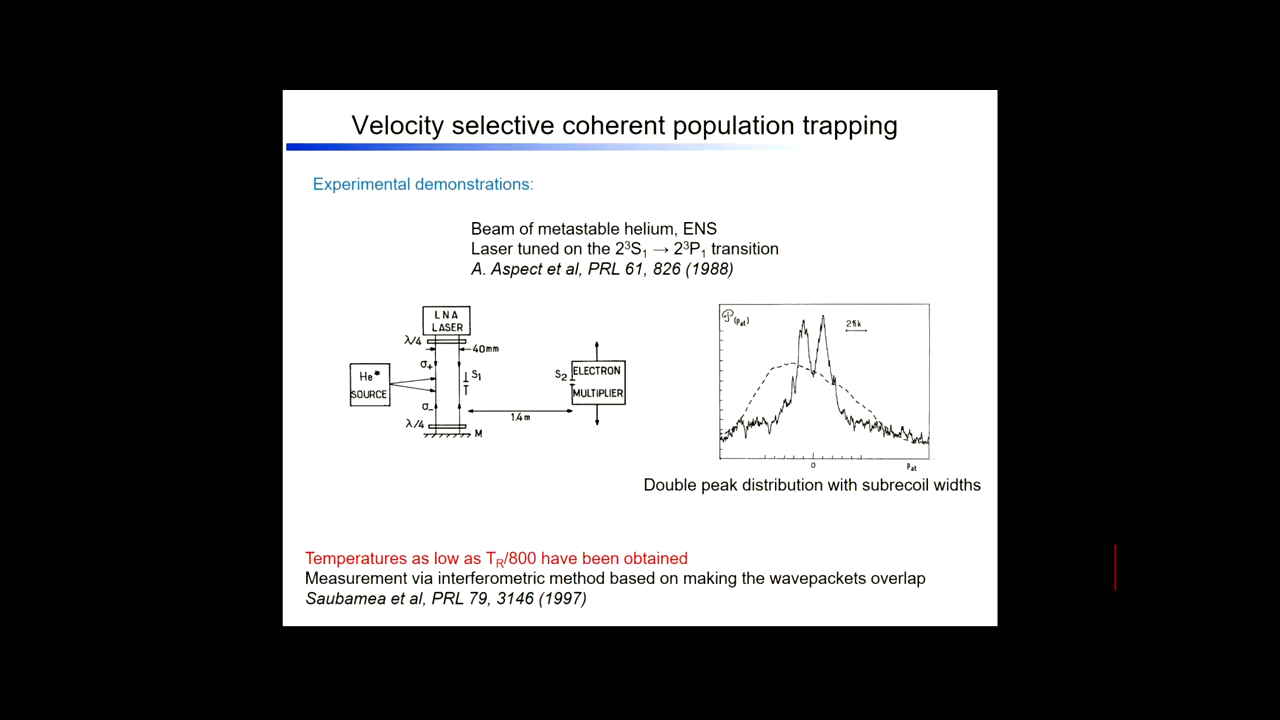 Velocity selective coherent population trapping
Experimental demonstrations:
Beam of metastable helium, ENS
Laser tuned on the 2³S₁ → 2³P₁ transition
A. Aspect et al, PRL 61, 826 (1988)
LNA
LASER
λ/4
40mm
σ+
He*
SOURCE
S₁
σ−
λ/4
M
1.4m
S₂
ELECTRON
MULTIPLIER
𝒫(pat)
2ħk
0
Pat
Double peak distribution with subrecoil widths
Temperatures as low as T_R/800 have been obtained
Measurement via interferometric method based on making the wavepackets overlap
Saubamea et al, PRL 79, 3146 (1997)